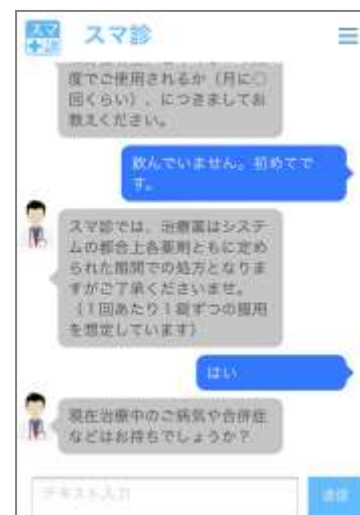 スマ
スマ診
度でご使用されるか（月に○
回くらい）、につきましてお
教えください。
飲んでいません。初めてで
す。
スマ診では、治療薬はシステ
ムの都合上各薬剤ともに定め
られた期間での処方となりま
すがご了承くださいませ。
（1回あたり1錠ずつの服用
を想定しています）
はい
現在治療中のご病気や合併症
などはお持ちでしょうか？
テキスト入力
送信